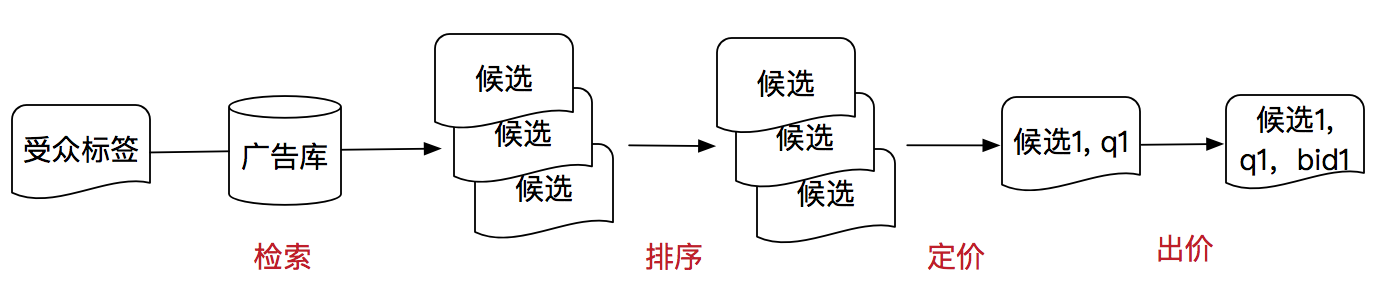 受众标签
广告库
候选
候选
候选
候选
候选
候选
候选1, q1
候选1,
q1，bid1
检索
排序
定价
出价